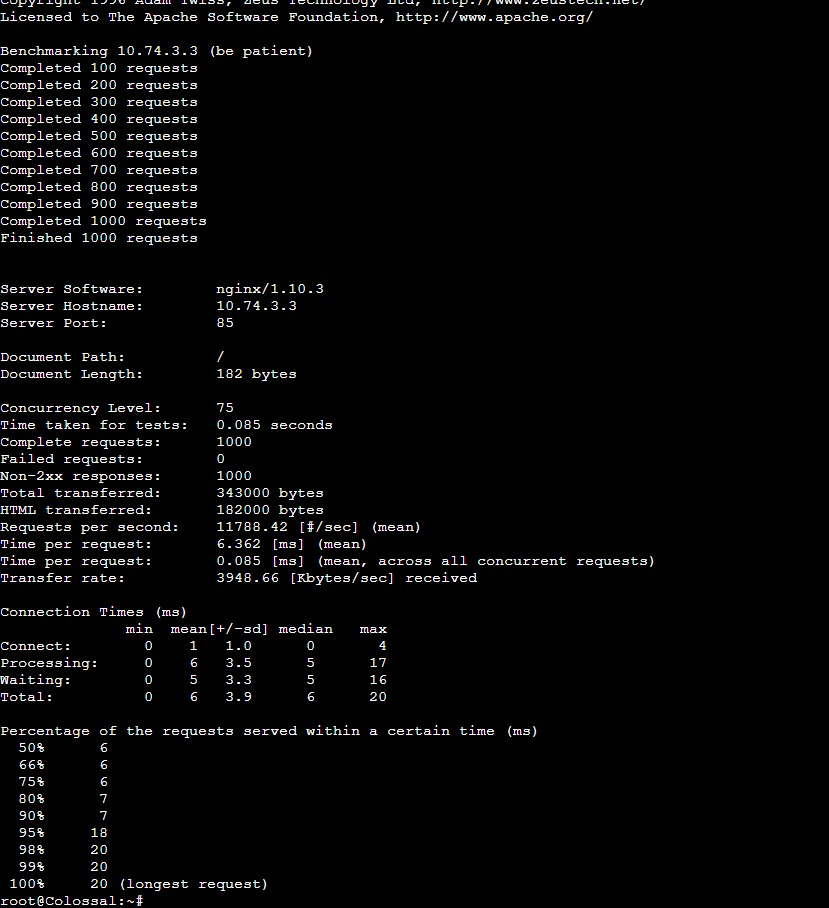 Copyright 1996 Adam Twiss, Zeus Technology Ltd, http://www.zeustech.net/
Licensed to The Apache Software Foundation, http://www.apache.org/

Benchmarking 10.74.3.3 (be patient)
Completed 100 requests
Completed 200 requests
Completed 300 requests
Completed 400 requests
Completed 500 requests
Completed 600 requests
Completed 700 requests
Completed 800 requests
Completed 900 requests
Completed 1000 requests
Finished 1000 requests


Server Software:        nginx/1.10.3
Server Hostname:        10.74.3.3
Server Port:            85

Document Path:          /
Document Length:        182 bytes

Concurrency Level:      75
Time taken for tests:   0.085 seconds
Complete requests:      1000
Failed requests:        0
Non-2xx responses:      1000
Total transferred:      343000 bytes
HTML transferred:       182000 bytes
Requests per second:    11788.42 [#/sec] (mean)
Time per request:       6.362 [ms] (mean)
Time per request:       0.085 [ms] (mean, across all concurrent requests)
Transfer rate:          3948.66 [Kbytes/sec] received

Connection Times (ms)
              min  mean[+/-sd] median   max
Connect:        0    1   1.0      0       4
Processing:     0    6   3.5      5      17
Waiting:        0    5   3.3      5      16
Total:          0    6   3.9      6      20

Percentage of the requests served within a certain time (ms)
  50%      6
  66%      6
  75%      6
  80%      7
  90%      7
  95%     18
  98%     20
  99%     20
 100%     20 (longest request)
root@Colossal:~#